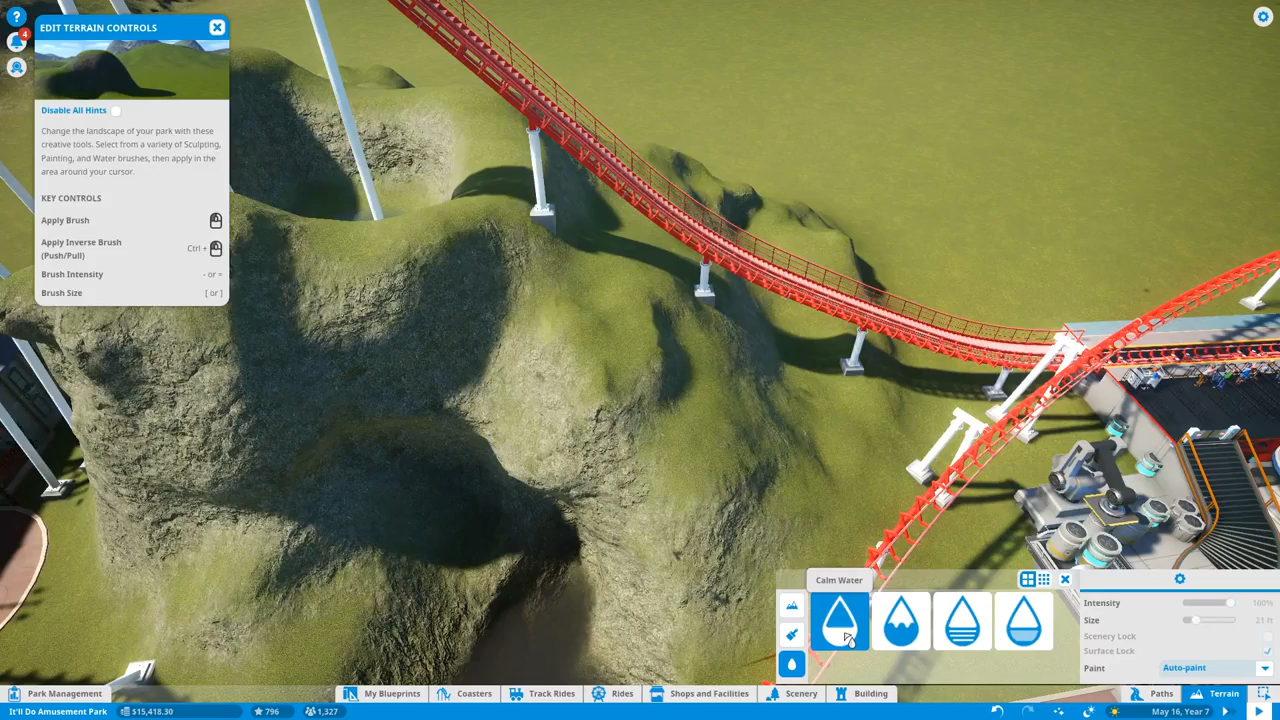 ?
4
EDIT TERRAIN CONTROLS
Disable All Hints
Change the landscape of your park with these
creative tools. Select from a variety of Sculpting,
Painting, and Water brushes, then apply in the
area around your cursor.
KEY CONTROLS
Apply Brush
Apply Inverse Brush Ctrl +
(Push/Pull)
Brush Intensity - or =
Brush Size [ or ]
Calm Water
Intensity 100%
Size 21 ft
Scenery Lock
Surface Lock
Paint Auto-paint
Park Management My Blueprints Coasters Track Rides Rides Shops and Facilities Scenery Building Paths Terrain
It'll Do Amusement Park $15,418.30 796 1,327 May 16, Year 7